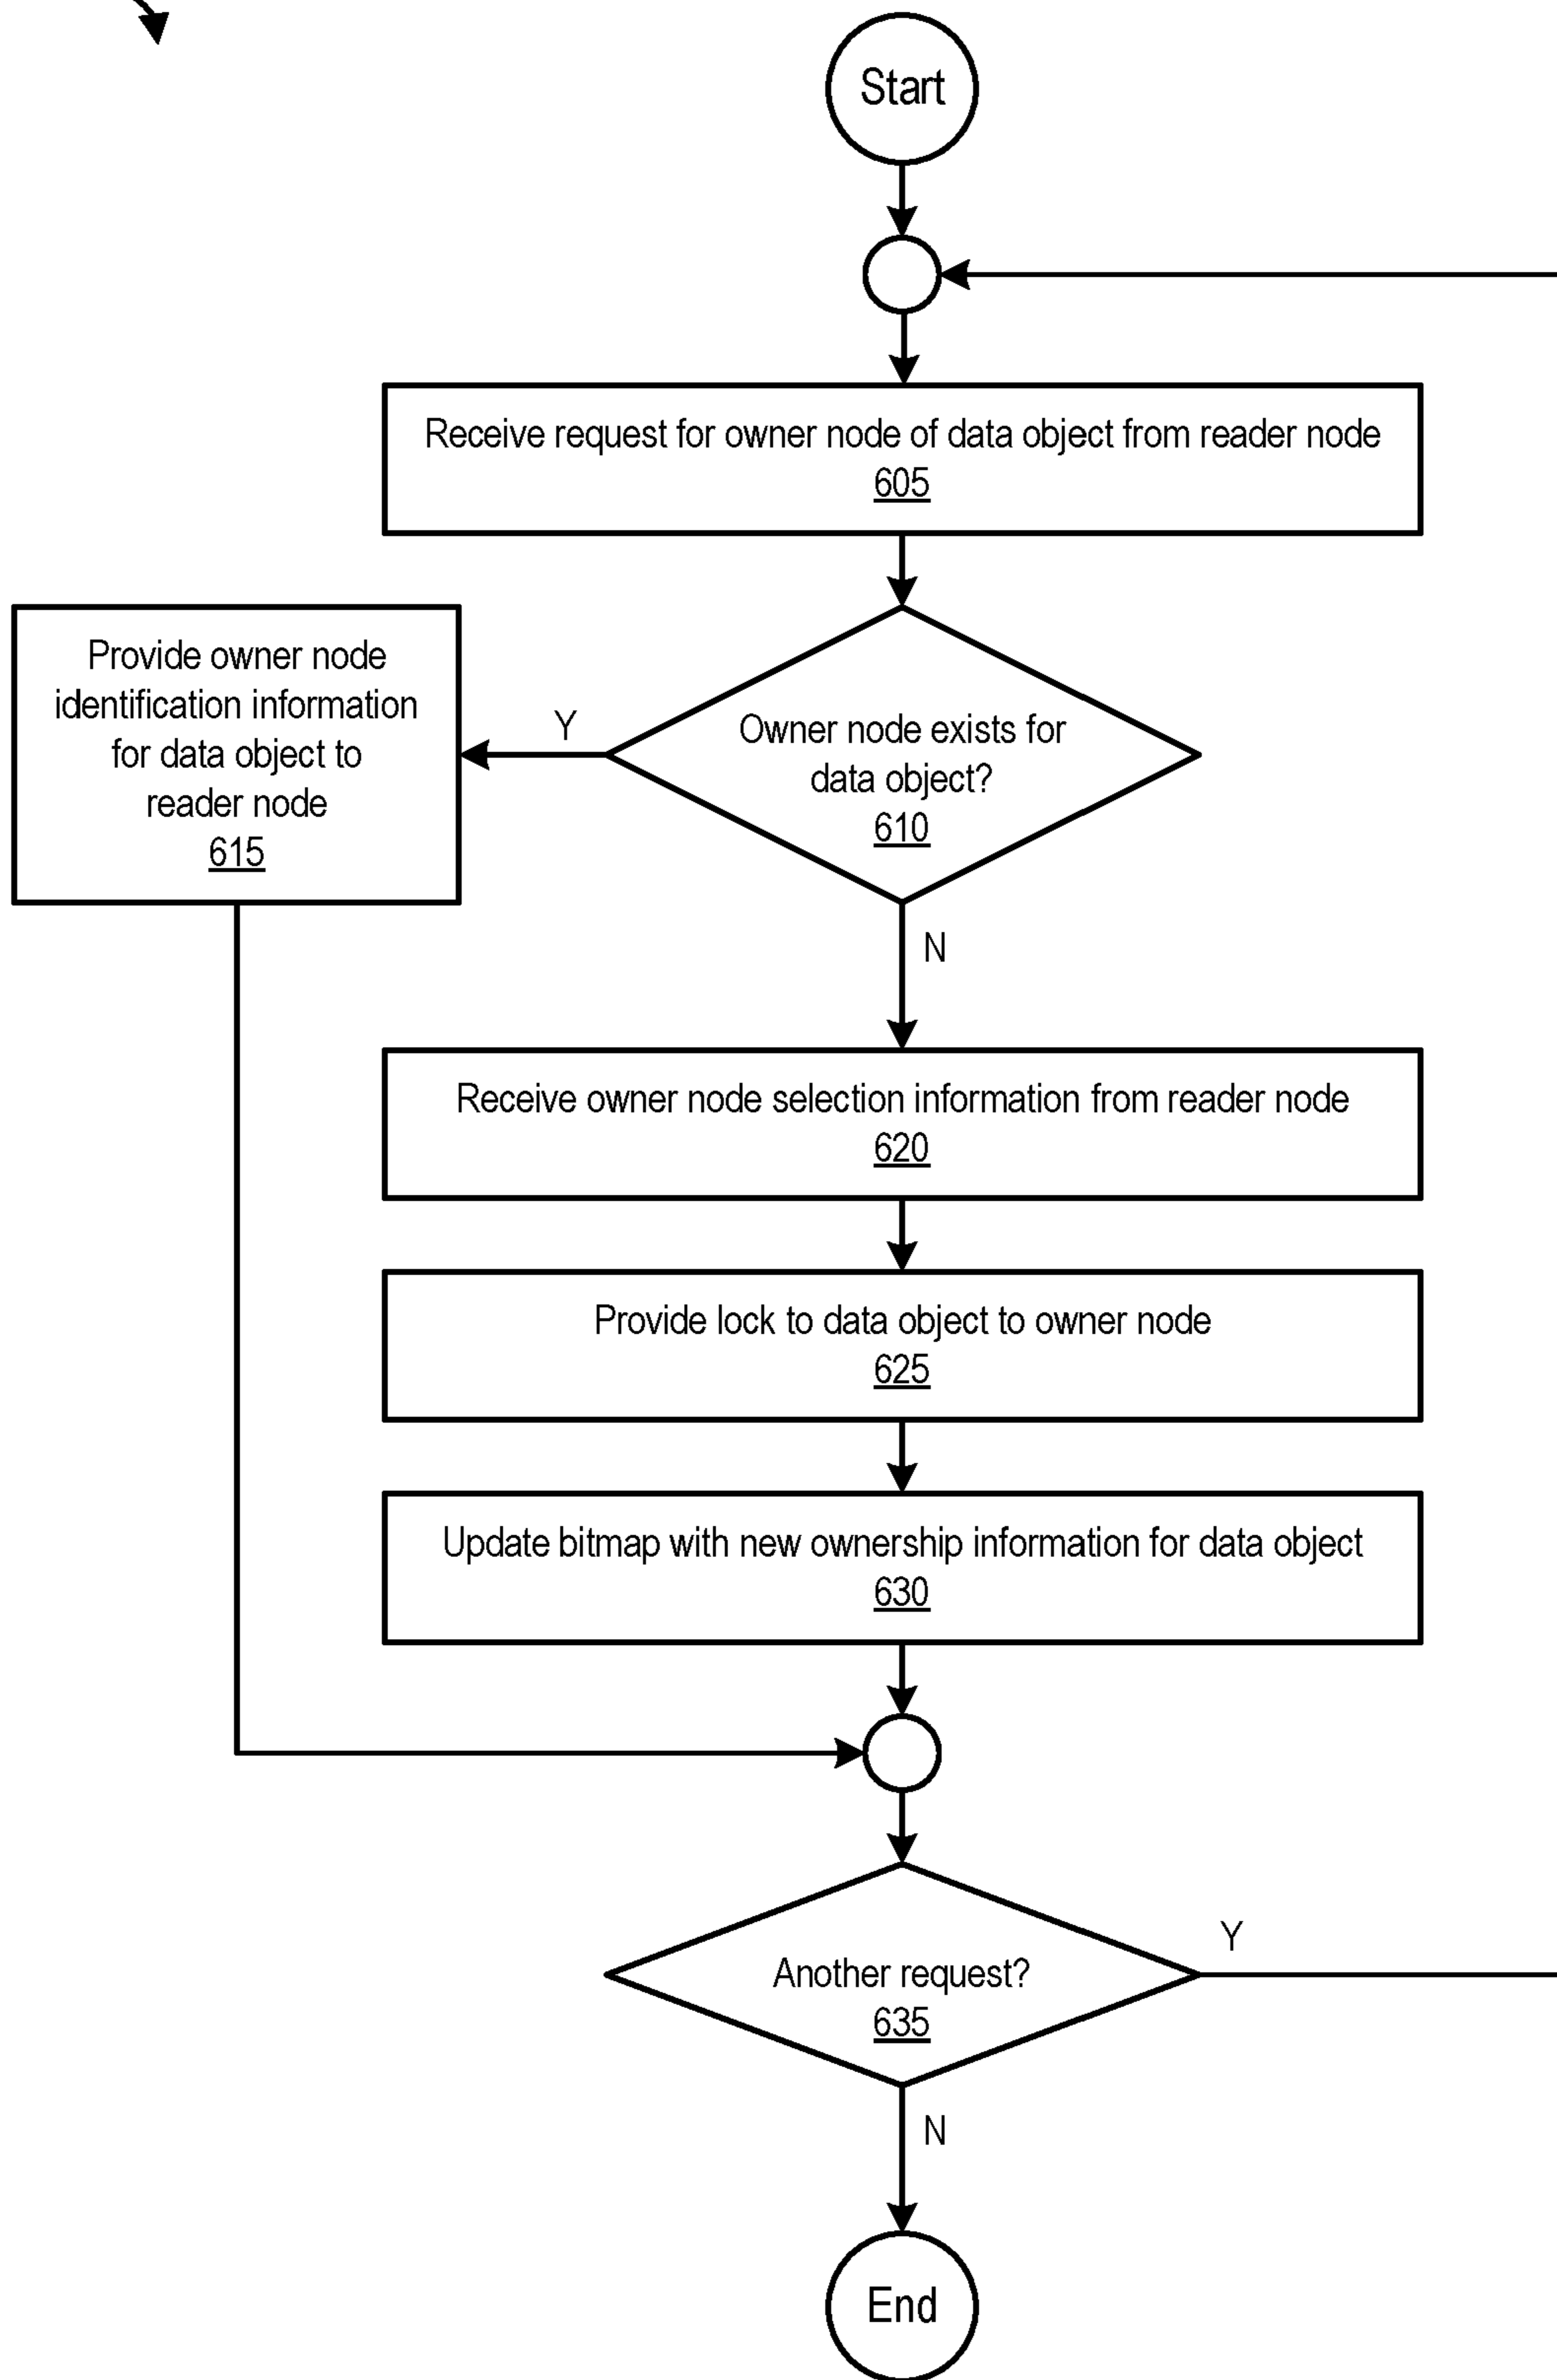 Start
Receive request for owner node of data object from reader node
605
Provide owner node
identification information
for data object to
reader node
615
Y
Owner node exists for
data object?
610
N
Receive owner node selection information from reader node
620
Provide lock to data object to owner node
625
Update bitmap with new ownership information for data object
630
Another request?
635
Y
N
End